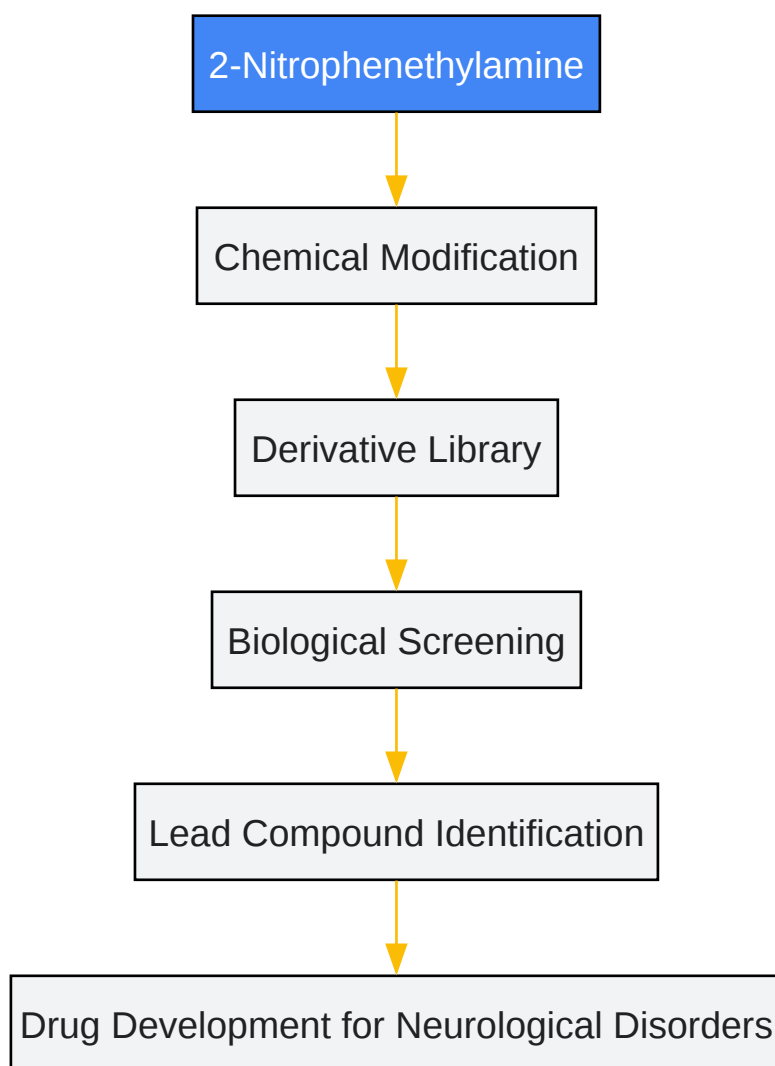 2-Nitrophenethylamine
Chemical Modification
Derivative Library
Biological Screening
Lead Compound Identification
Drug Development for Neurological Disorders